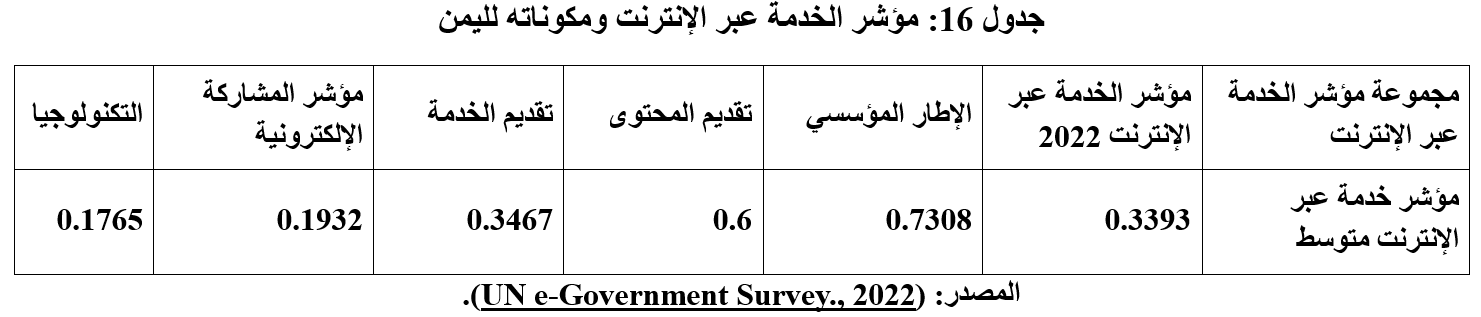 جدول 16: مؤشر الخدمة عبر الإنترنت ومكوناته لليمن
مجموعة مؤشر الخدمة
عبر الإنترنت
مؤشر الخدمة عبر
الإنترنت 2022
الإطار المؤسسي
تقديم المحتوى
تقديم الخدمة
مؤشر المشاركة
الإلكترونية
التكنولوجيا
مؤشر خدمة عبر
الإنترنت متوسط
0.3393
0.7308
0.6
0.3467
0.1932
0.1765
المصدر: (UN e-Government Survey., 2022).